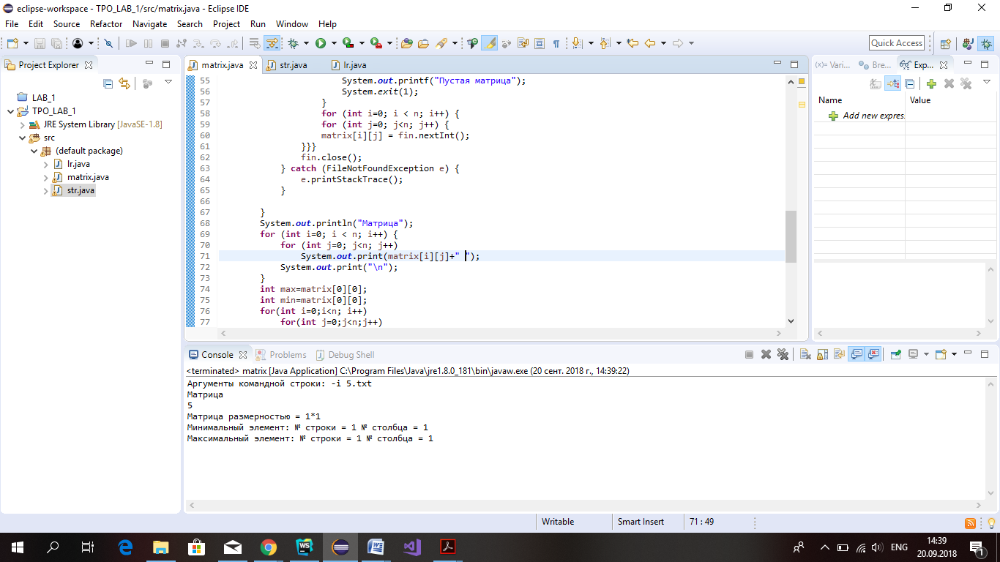 eclipse-workspace - TPO_LAB_1/src/matrix.java - Eclipse IDE
File Edit Source Refactor Navigate Search Project Run Window Help
Quick Access
Project Explorer
LAB_1
TPO_LAB_1
JRE System Library [JavaSE-1.8]
src
(default package)
lr.java
matrix.java
str.java
matrix.java str.java lr.java
55 System.out.printf("Пустая матрица");
56 System.exit(1);
57 }
58 for (int i=0; i < n; i++) {
59 for (int j=0; j<n; j++) {
60 matrix[i][j] = fin.nextInt();
61 }}}
62 fin.close();
63 } catch (FileNotFoundException e) {
64 e.printStackTrace();
65 }
66
67 }
68 System.out.println("Матрица");
69 for (int i=0; i < n; i++) {
70 for (int j=0; j<n; j++)
71 System.out.print(matrix[i][j]+" ");
72 System.out.print("\n");
73 }
74 int max=matrix[0][0];
75 int min=matrix[0][0];
76 for(int i=0;i<n; i++)
77 for(int j=0;j<n;j++)
(x)= Vari... Bre... Exp...
Name Value
Add new expres
Console Problems Debug Shell
<terminated> matrix [Java Application] C:\Program Files\Java\jre1.8.0_181\bin\javaw.exe (20 сент. 2018 г., 14:39:22)
Аргументы командной строки: -i 5.txt
Матрица
5
Матрица размерностью = 1*1
Минимальный элемент: № строки = 1 № столбца = 1
Максимальный элемент: № строки = 1 № столбца = 1
Writable Smart Insert 71 : 49
ENG
14:39
20.09.2018
1